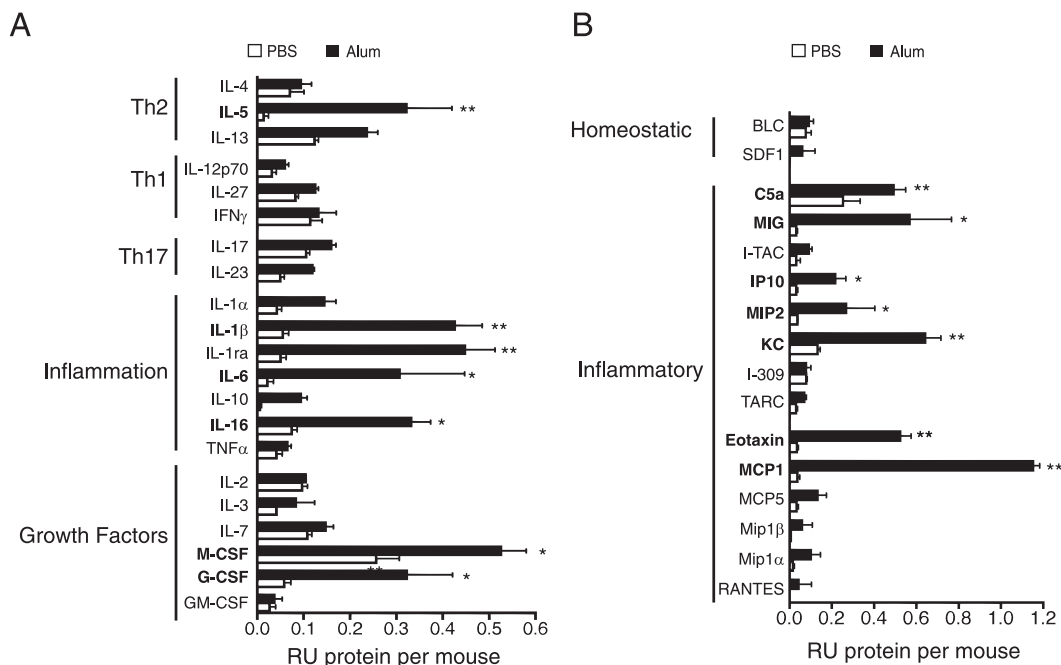 A
PBS Alum
Th2
IL-4
IL-5
**
IL-13
Th1
IL-12p70
IL-27
IFNγ
Th17
IL-17
IL-23
Inflammation
IL-1α
IL-1β
**
IL-1ra
**
IL-6
*
IL-10
IL-16
*
TNFα
Growth Factors
IL-2
IL-3
IL-7
M-CSF
*
**
G-CSF
*
GM-CSF
0.0 0.1 0.2 0.3 0.4 0.5 0.6
RU protein per mouse
B
PBS Alum
Homeostatic
BLC
SDF1
Inflammatory
C5a
**
MIG
*
I-TAC
IP10
*
MIP2
*
KC
**
I-309
TARC
Eotaxin
**
MCP1
**
MCP5
Mip1β
Mip1α
RANTES
0.0 0.2 0.4 0.6 0.8 1.0 1.2
RU protein per mouse